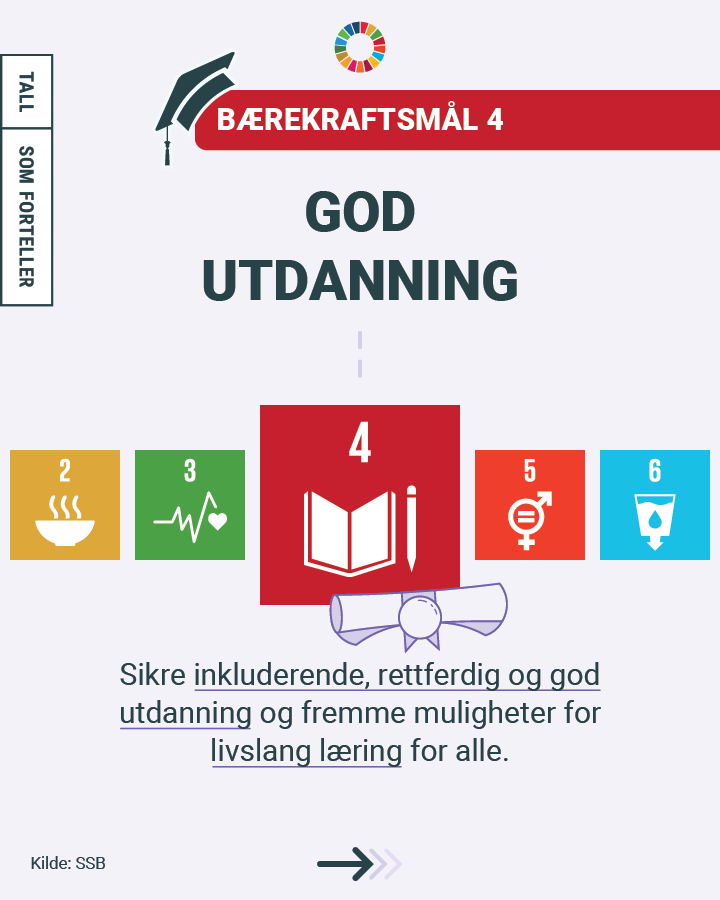 TALL
SOM FORTELLER
BÆREKRAFTSMÅL 4
GOD
UTDANNING
2
3
4
5
6
Sikre inkluderende, rettferdig og god
utdanning og fremme muligheter for
livslang læring for alle.
Kilde: SSB